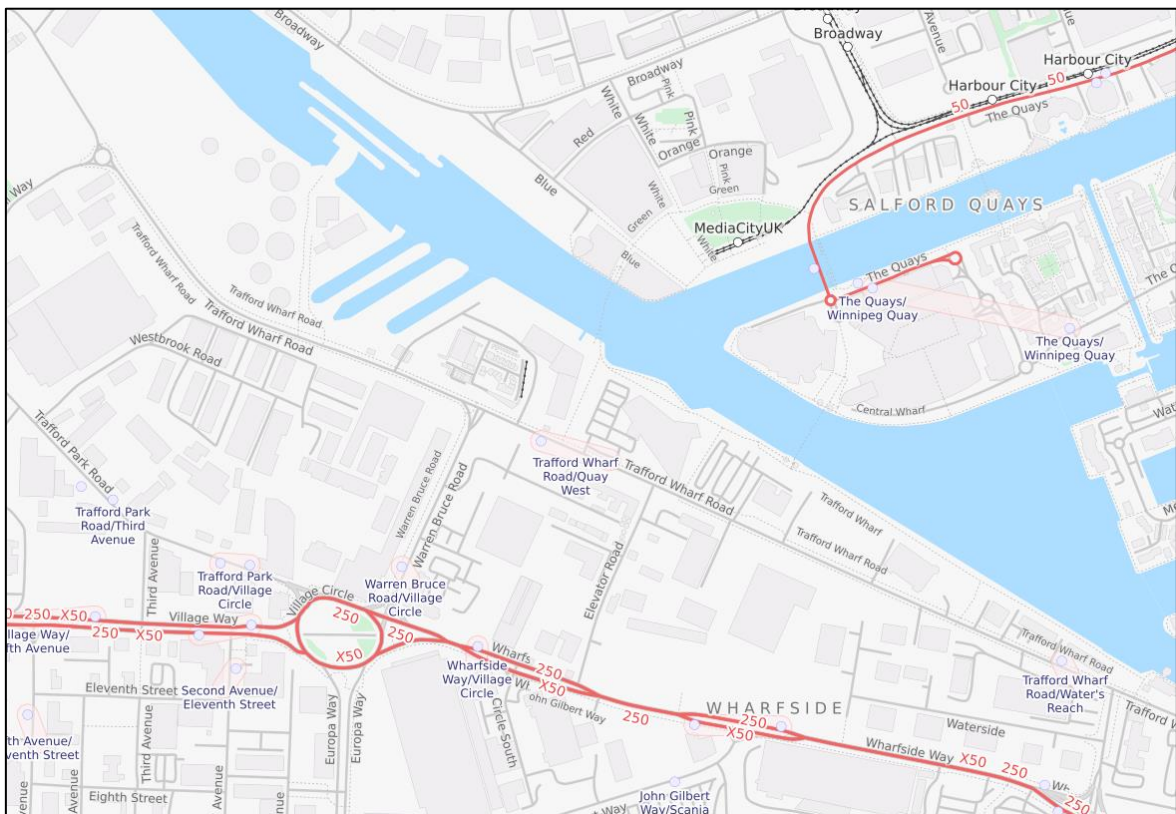 Broadway
Broadway
Broadway
Harbour City
50
Harbour City
50
The Quays
Broadway
Pink
White
White
Pink
Red
Orange
Orange
Pink
Green
Blue
White
Green
MediaCityUK
White
Blue
SALFORD QUAYS
The Quays
The Quays/
Winnipeg Quay
The Quays/
Winnipeg Quay
Central Wharf
Trafford Wharf Road
Trafford Wharf Road
Trafford Wharf Road
Westbrook Road
Trafford Park Road
Trafford Park
Road/Third
Avenue
Warren Bruce Road
Warren Bruce Road
Trafford Wharf
Road/Quay
West
Trafford Wharf Road
Trafford Wharf
Trafford Wharf Road
Elevator Road
Third Avenue
Trafford Park
Road/Village
Circle
Village Circle
Warren Bruce
Road/Village
Circle
250
X50
250
X50
Village Way
250
250
X50
Wharfside
Way/Village
Circle
250
X50
Circle South
ohn Gilbert Way
250
WHARFSIDE
250
X50
Wharfside Way
X50
250
250
Waterside
Trafford Wharf Road
Trafford Wharf
Road/Water's
Reach
Eleventh Street
Second Avenue/
Eleventh Street
Europa Way
Europa Way
Third Avenue
Avenue
Eighth Street
John Gilbert
Way/Scania